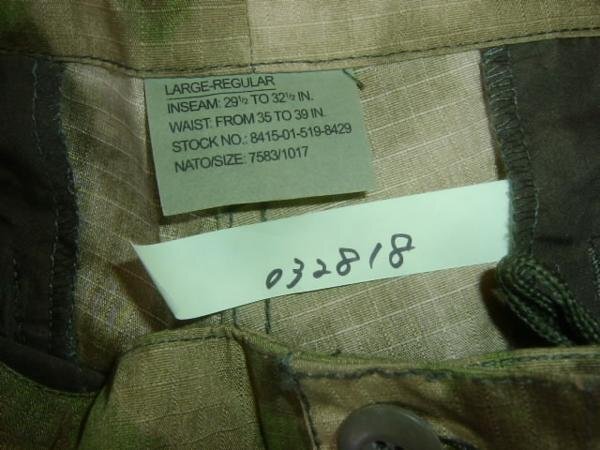 LARGE-REGULAR
INSEAM: 29½ TO 32½ IN.
WAIST: FROM 35 TO 39 IN.
STOCK NO.: 8415-01-519-8429
NATO/SIZE: 7583/1017
032818